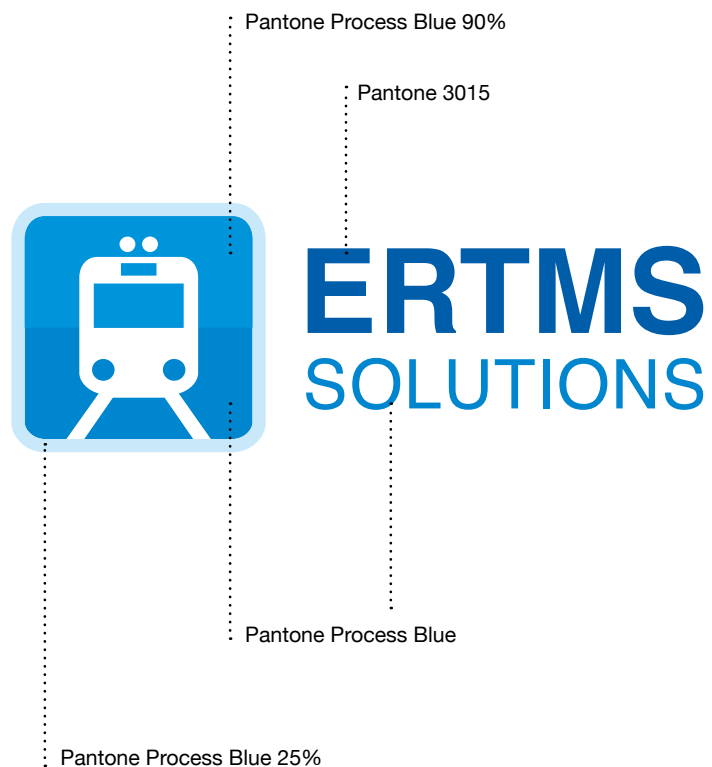 Pantone Process Blue 90%
Pantone 3015
ERTMS
SOLUTIONS
Pantone Process Blue
Pantone Process Blue 25%